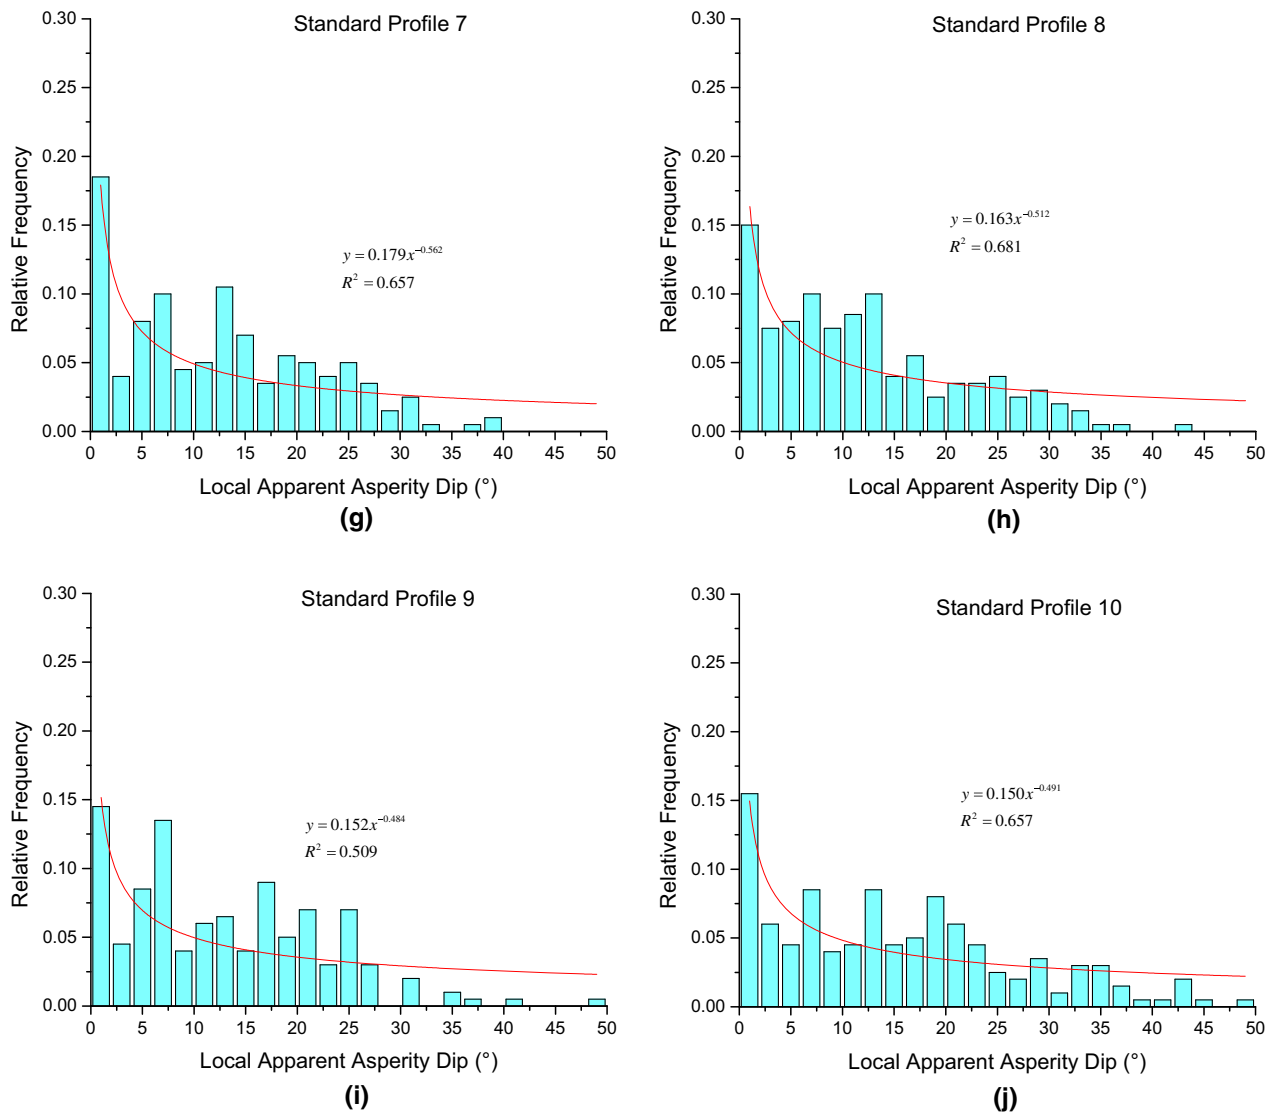 Standard Profile 7
0.30
0.25
0.20
0.15
0.10
0.05
0.00
Relative Frequency
y = 0.179x^{-0.562}
R² = 0.657
0 5 10 15 20 25 30 35 40 45 50
Local Apparent Asperity Dip (°)
(g)
Standard Profile 8
0.30
0.25
0.20
0.15
0.10
0.05
0.00
Relative Frequency
y = 0.163x^{-0.512}
R² = 0.681
0 5 10 15 20 25 30 35 40 45 50
Local Apparent Asperity Dip (°)
(h)
Standard Profile 9
0.30
0.25
0.20
0.15
0.10
0.05
0.00
Relative Frequency
y = 0.152x^{-0.484}
R² = 0.509
0 5 10 15 20 25 30 35 40 45 50
Local Apparent Asperity Dip (°)
(i)
Standard Profile 10
0.30
0.25
0.20
0.15
0.10
0.05
0.00
Relative Frequency
y = 0.150x^{-0.491}
R² = 0.657
0 5 10 15 20 25 30 35 40 45 50
Local Apparent Asperity Dip (°)
(j)